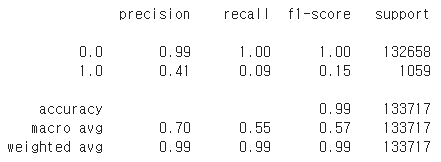 precision recall f1-score support
0.0 0.99 1.00 1.00 132658
1.0 0.41 0.09 0.15 1059
accuracy 0.99 133717
macro avg 0.70 0.55 0.57 133717
weighted avg 0.99 0.99 0.99 133717